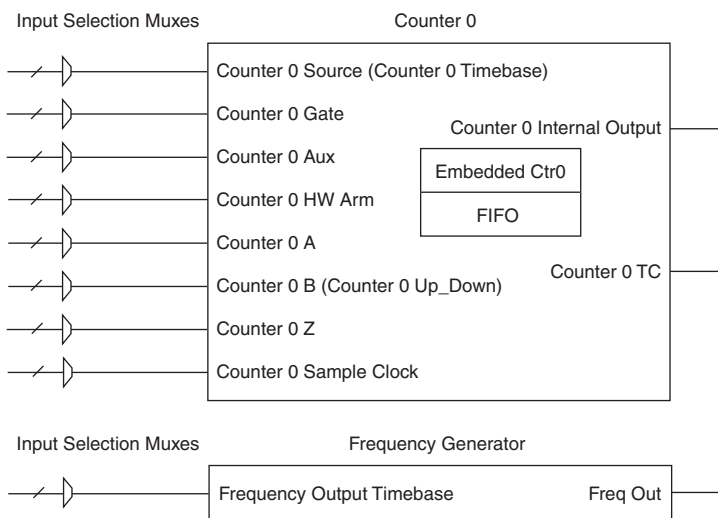 Input Selection Muxes
Counter 0
Counter 0 Source (Counter 0 Timebase)
Counter 0 Gate
Counter 0 Aux
Counter 0 HW Arm
Counter 0 A
Counter 0 B (Counter 0 Up_Down)
Counter 0 Z
Counter 0 Sample Clock
Counter 0 Internal Output
Embedded Ctr0
FIFO
Counter 0 TC
Input Selection Muxes
Frequency Generator
Frequency Output Timebase
Freq Out